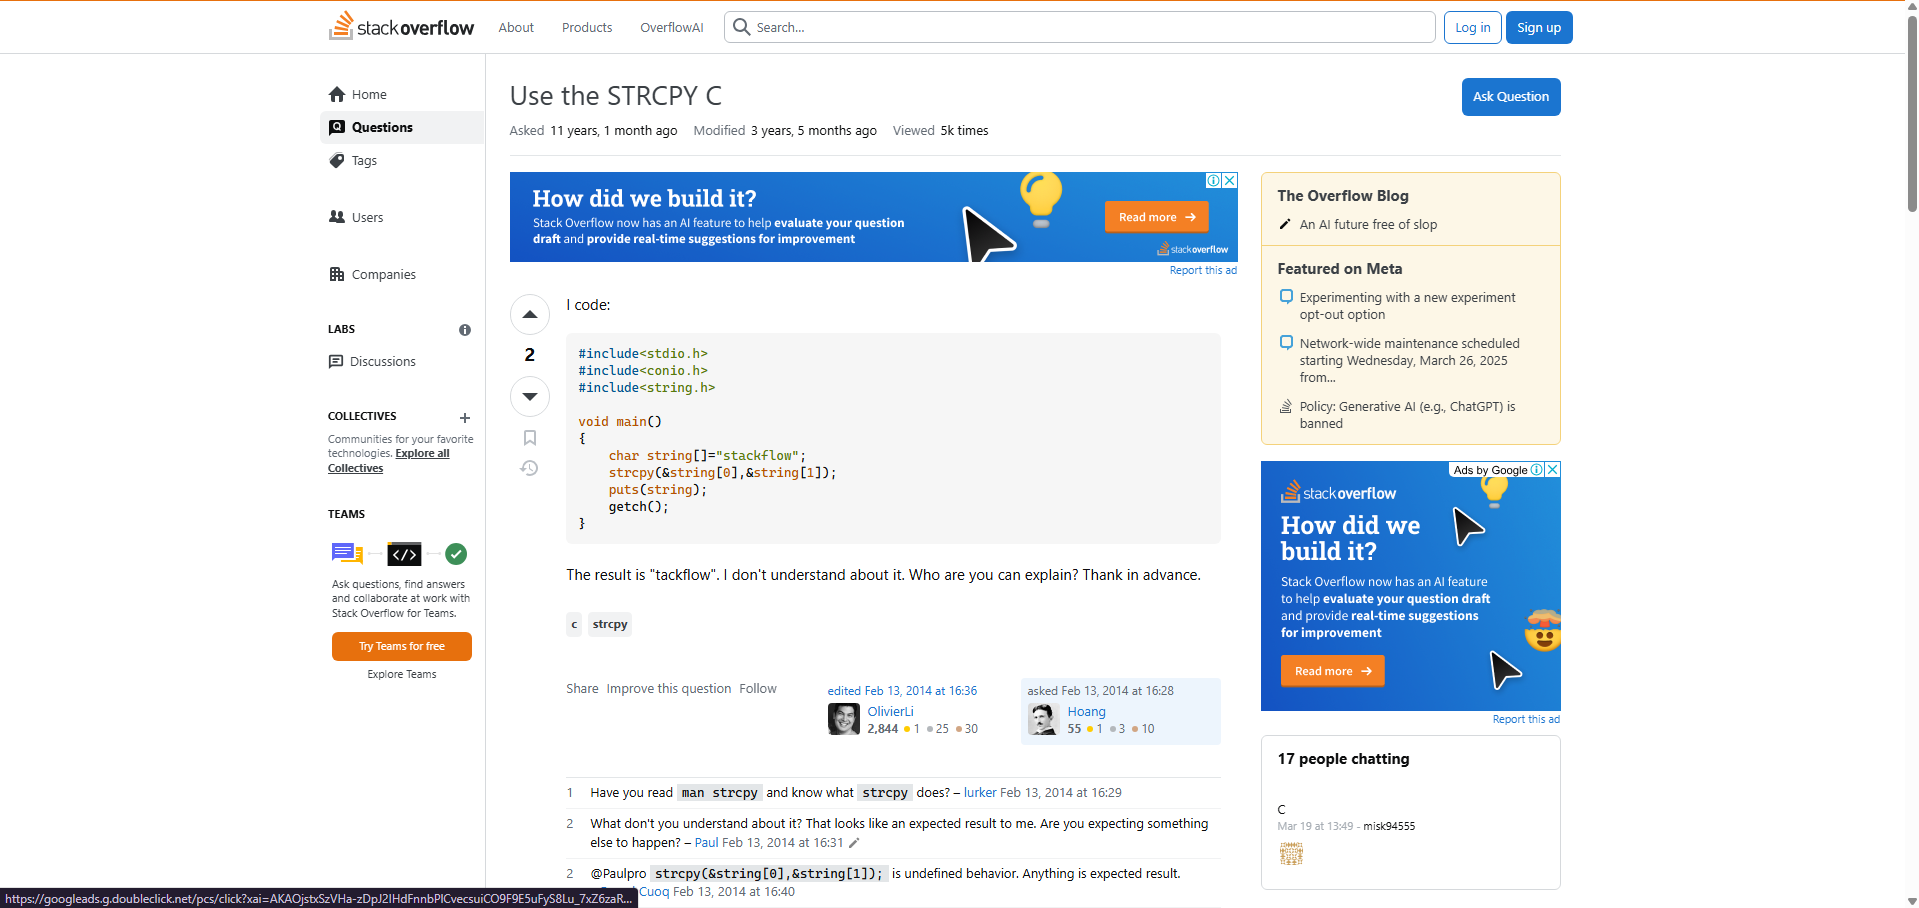 stackoverflow
About
Products
OverflowAI
Search...
Log in
Sign up
Home
Questions
Tags
Users
Companies
LABS
Discussions
COLLECTIVES
Communities for your favorite
technologies. Explore all
Collectives
TEAMS
Ask questions, find answers
and collaborate at work with
Stack Overflow for Teams.
Try Teams for free
Explore Teams
Use the STRCPY C
Ask Question
Asked 11 years, 1 month ago Modified 3 years, 5 months ago Viewed 5k times
How did we build it?
Stack Overflow now has an AI feature to help evaluate your question
draft and provide real-time suggestions for improvement
Read more →
stackoverflow
Report this ad
I code:
2
#include<stdio.h>
#include<conio.h>
#include<string.h>
void main()
{
    char string[]="stackflow";
    strcpy(&string[0],&string[1]);
    puts(string);
    getch();
}
The result is "tackflow". I don't understand about it. Who are you can explain? Thank in advance.
c strcpy
Share Improve this question Follow
edited Feb 13, 2014 at 16:36
OlivierLi
2,844 1 25 30
asked Feb 13, 2014 at 16:28
Hoang
55 1 3 10
1 Have you read man strcpy and know what strcpy does? – lurker Feb 13, 2014 at 16:29
2 What don't you understand about it? That looks like an expected result to me. Are you expecting something
else to happen? – Paul Feb 13, 2014 at 16:31
2 @Paulpro strcpy(&string[0],&string[1]); is undefined behavior. Anything is expected result.
Cuoq Feb 13, 2014 at 16:40
The Overflow Blog
An AI future free of slop
Featured on Meta
Experimenting with a new experiment
opt-out option
Network-wide maintenance scheduled
starting Wednesday, March 26, 2025
from...
Policy: Generative AI (e.g., ChatGPT) is
banned
Ads by Google
stackoverflow
How did we
build it?
Stack Overflow now has an AI feature
to help evaluate your question draft
and provide real-time suggestions
for improvement
Read more →
Report this ad
17 people chatting
C
Mar 19 at 13:49 - misk94555